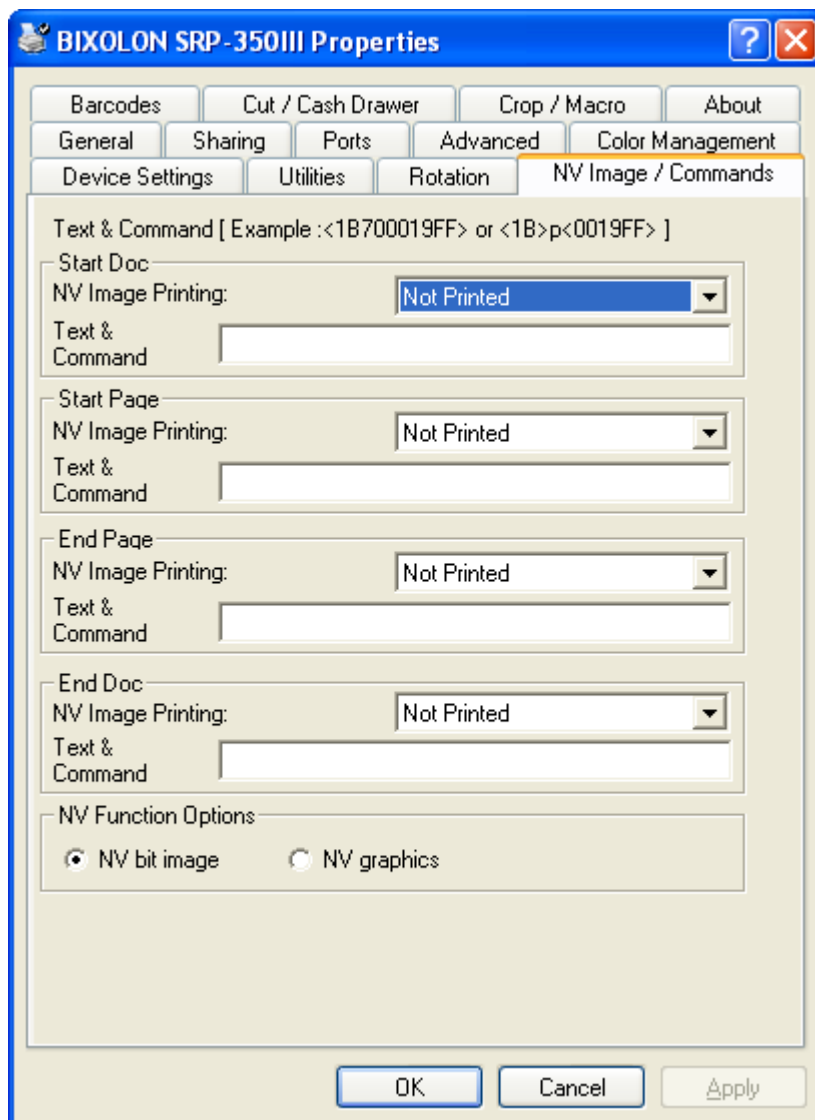 BIXOLON SRP-350III Properties
Barcodes Cut / Cash Drawer Crop / Macro About
General Sharing Ports Advanced Color Management
Device Settings Utilities Rotation NV Image / Commands
Text & Command [ Example :<1B700019FF> or <1B>p<0019FF> ]
Start Doc
NV Image Printing: Not Printed
Text &
Command
Start Page
NV Image Printing: Not Printed
Text &
Command
End Page
NV Image Printing: Not Printed
Text &
Command
End Doc
NV Image Printing: Not Printed
Text &
Command
NV Function Options
NV bit image NV graphics
OK Cancel Apply